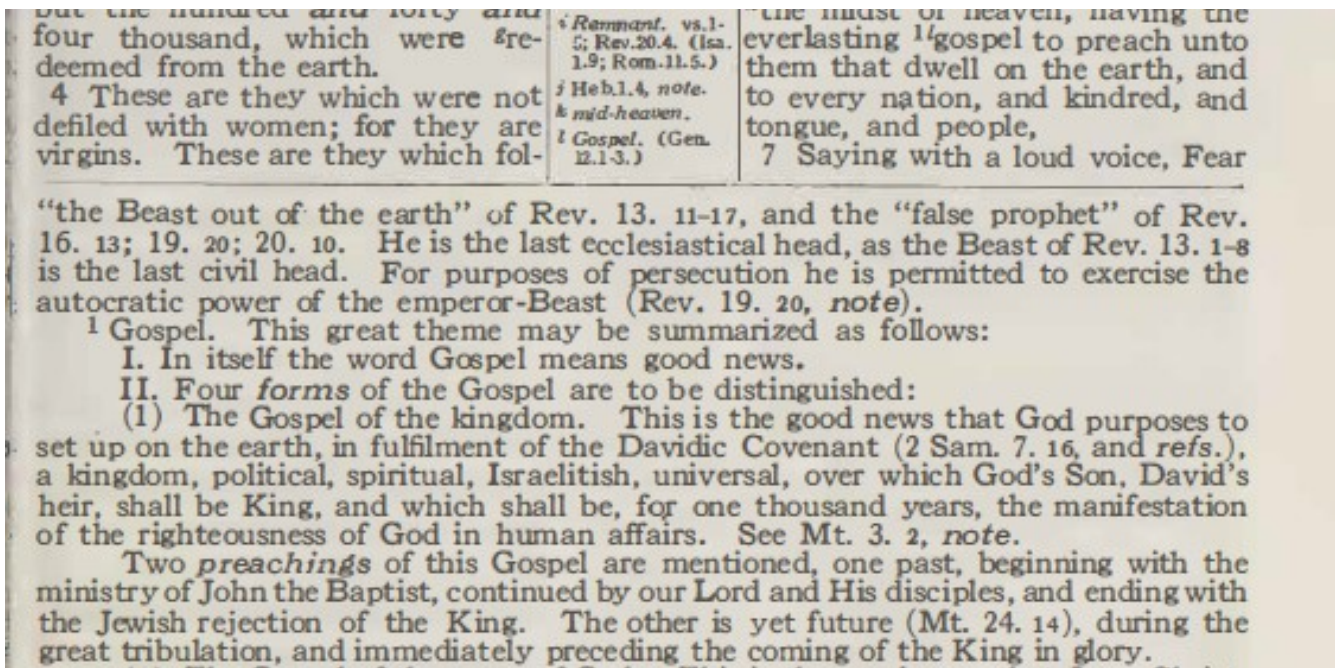 but the hundred and forty and
four thousand, which were gre-
deemed from the earth.
4 These are they which were not
defiled with women; for they are
virgins. These are they which fol-
i Remnant. vs.1-
5; Rev.20.4. (Isa.
1.9; Rom.11.5.)
j Heb.1.4, note.
k mid-heaven.
l Gospel. (Gen.
12.1-3.)
the midst of heaven, having the
everlasting 1lgospel to preach unto
them that dwell on the earth, and
to every nation, and kindred, and
tongue, and people,
7 Saying with a loud voice, Fear
“the Beast out of the earth” of Rev. 13. 11–17, and the “false prophet” of Rev.
16. 13; 19. 20; 20. 10. He is the last ecclesiastical head, as the Beast of Rev. 13. 1–8
is the last civil head. For purposes of persecution he is permitted to exercise the
autocratic power of the emperor-Beast (Rev. 19. 20, note).
1 Gospel. This great theme may be summarized as follows:
I. In itself the word Gospel means good news.
II. Four forms of the Gospel are to be distinguished:
(1) The Gospel of the kingdom. This is the good news that God purposes to
set up on the earth, in fulfilment of the Davidic Covenant (2 Sam. 7. 16, and refs.),
a kingdom, political, spiritual, Israelitish, universal, over which God’s Son, David’s
heir, shall be King, and which shall be, for one thousand years, the manifestation
of the righteousness of God in human affairs. See Mt. 3. 2, note.
Two preachings of this Gospel are mentioned, one past, beginning with the
ministry of John the Baptist, continued by our Lord and His disciples, and ending with
the Jewish rejection of the King. The other is yet future (Mt. 24. 14), during the
great tribulation, and immediately preceding the coming of the King in glory.